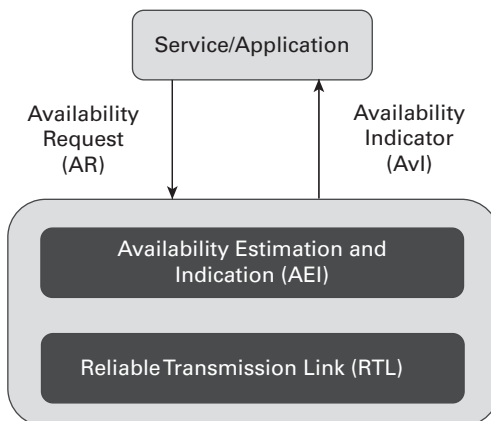 Service/Application
Availability
Request
(AR)
Availability
Indicator
(AvI)
Availability Estimation and
Indication (AEI)
Reliable Transmission Link (RTL)